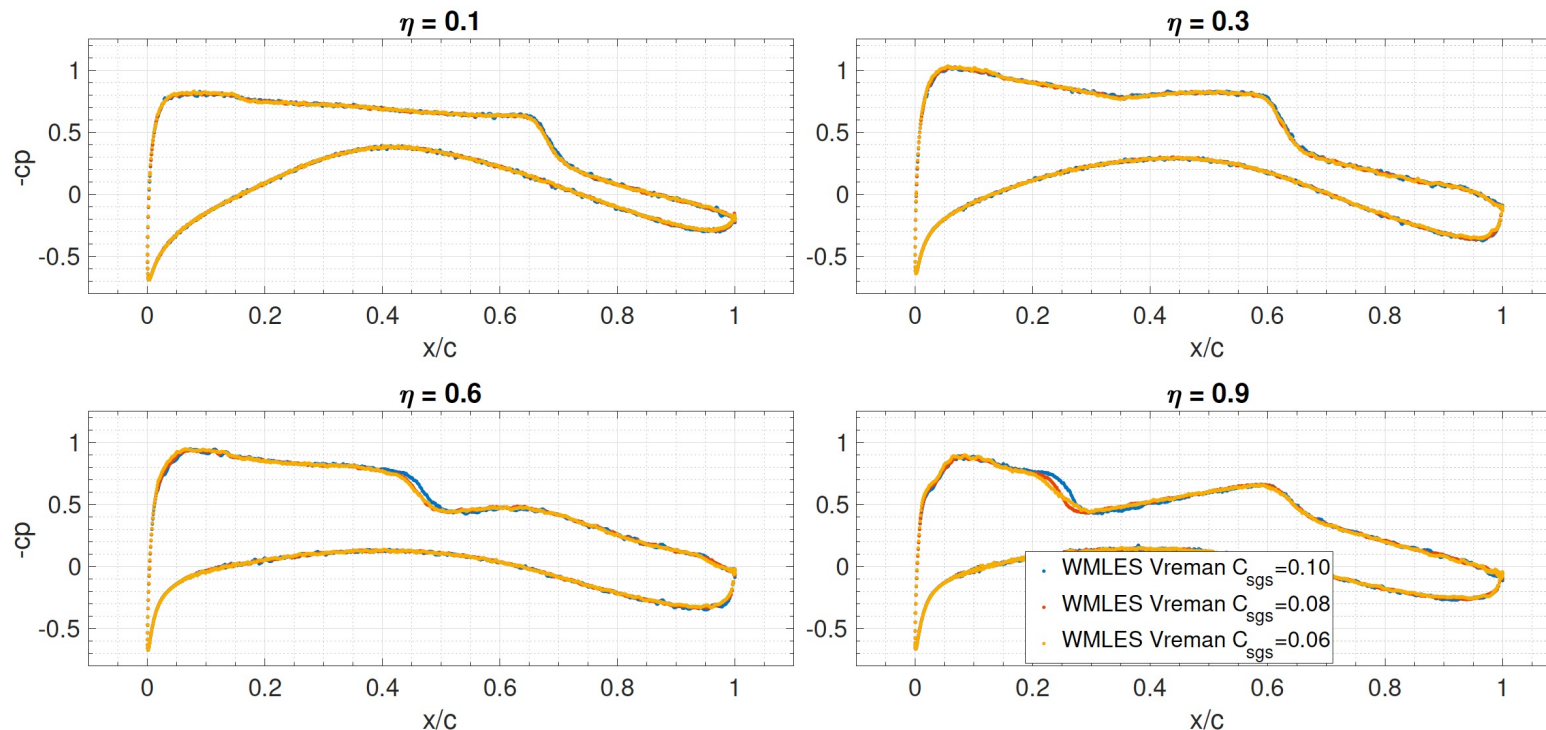 η = 0.1
η = 0.3
1
0.5
0
-0.5
-cp
0 0.2 0.4 0.6 0.8 1
x/c
1
0.5
0
-0.5
0 0.2 0.4 0.6 0.8 1
x/c
η = 0.6
η = 0.9
1
0.5
0
-0.5
-cp
0 0.2 0.4 0.6 0.8 1
x/c
1
0.5
0
-0.5
WMLES Vreman C_sgs=0.10
WMLES Vreman C_sgs=0.08
WMLES Vreman C_sgs=0.06
0 0.2 0.4 0.6 0.8 1
x/c